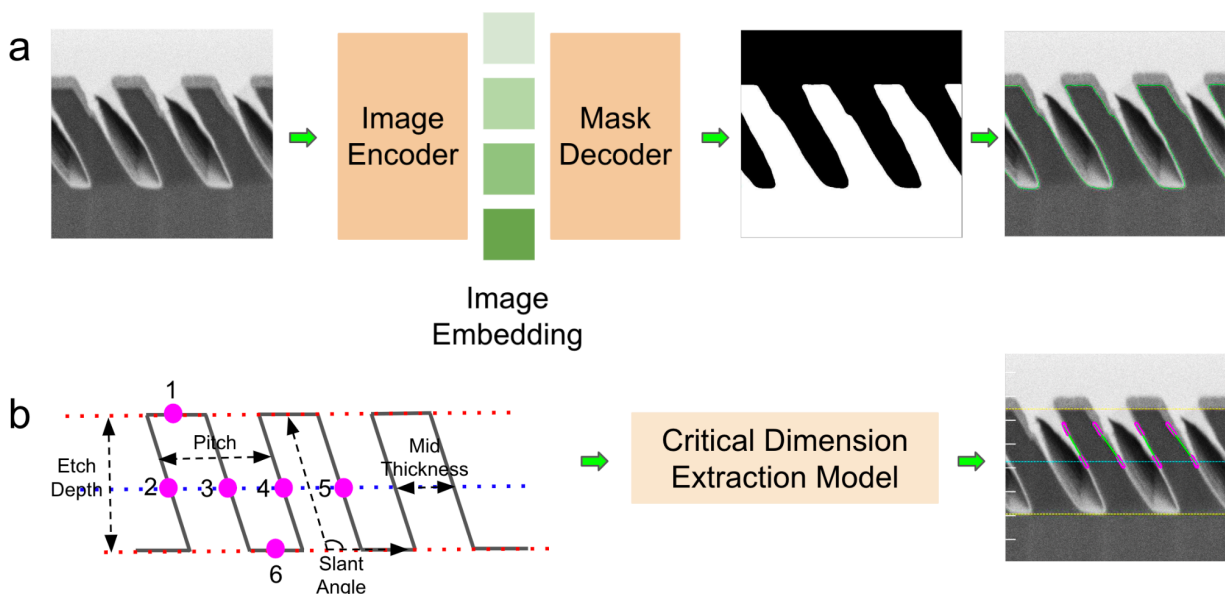 a
Image
Encoder
Mask
Decoder
Image
Embedding
b
1
Pitch
Mid
Thickness
Etch
Depth
2
3
4
5
6
Slant
Angle
Critical Dimension
Extraction Model